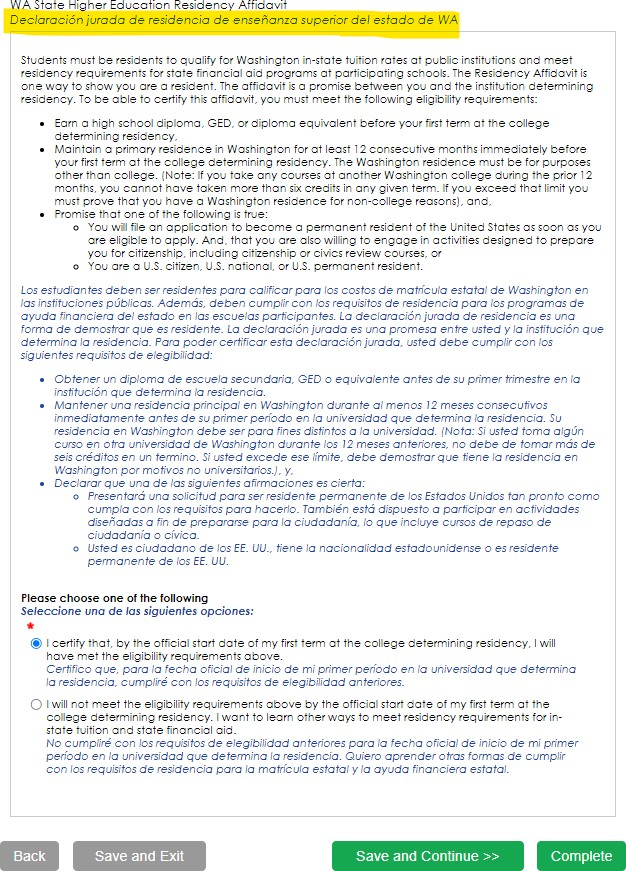 WA State Higher Education Residency Affidavit
Declaración jurada de residencia de enseñanza superior del estado de WA
Students must be residents to qualify for Washington in-state tuition rates at public institutions and meet
residency requirements for state financial aid programs at participating schools. The Residency Affidavit is
one way to show you are a resident. The affidavit is a promise between you and the institution determining
residency. To be able to certify this affidavit, you must meet the following eligibility requirements:
• Earn a high school diploma, GED, or diploma equivalent before your first term at the college
determining residency,
• Maintain a primary residence in Washington for at least 12 consecutive months immediately before
your first term at the college determining residency. The Washington residence must be for purposes
other than college. (Note: If you take any courses at another Washington college during the prior 12
months, you cannot have taken more than six credits in any given term. If you exceed that limit you
must prove that you have a Washington residence for non-college reasons), and,
• Promise that one of the following is true:
o You will file an application to become a permanent resident of the United States as soon as you
are eligible to apply. And, that you are also willing to engage in activities designed to prepare
you for citizenship, including citizenship or civics review courses, or
o You are a U.S. citizen, U.S. national, or U.S. permanent resident.
Los estudiantes deben ser residentes para calificar para los costos de matrícula estatal de Washington en
las instituciones públicas. Además, deben cumplir con los requisitos de residencia para los programas de
ayuda financiera del estado en las escuelas participantes. La declaración jurada de residencia es una
forma de demostrar que es residente. La declaración jurada es una promesa entre usted y la institución que
determina la residencia. Para poder certificar esta declaración jurada, usted debe cumplir con los
siguientes requisitos de elegibilidad:
• Obtener un diploma de escuela secundaria, GED o equivalente antes de su primer trimestre en la
institución que determina la residencia.
• Mantener una residencia principal en Washington durante al menos 12 meses consecutivos
inmediatamente antes de su primer período en la universidad que determina la residencia. Su
residencia en Washington debe ser para fines distintos a la universidad. (Nota: Si usted toma algún
curso en otra universidad de Washington durante los 12 meses anteriores, no debe de tomar más de
seis créditos en un termino. Si usted excede ese límite, debe demostrar que tiene la residencia en
Washington por motivos no universitarios.), y,
• Declarar que una de las siguientes afirmaciones es cierta:
o Presentará una solicitud para ser residente permanente de los Estados Unidos tan pronto como
cumpla con los requisitos para hacerlo. También está dispuesto a participar en actividades
diseñadas a fin de prepararse para la ciudadanía, lo que incluye cursos de repaso de
ciudadanía o cívica.
o Usted es ciudadano de los EE. UU., tiene la nacionalidad estadounidense o es residente
permanente de los EE. UU.
Please choose one of the following
Seleccione una de las siguientes opciones:
*
I certify that, by the official start date of my first term at the college determining residency, I will
have met the eligibility requirements above.
Certifico que, para la fecha oficial de inicio de mi primer período en la universidad que determina
la residencia, cumpliré con los requisitos de elegibilidad anteriores.
I will not meet the eligibility requirements above by the official start date of my first term at the
college determining residency. I want to learn other ways to meet residency requirements for in-
state tuition and state financial aid.
No cumpliré con los requisitos de elegibilidad anteriores para la fecha oficial de inicio de mi primer
período en la universidad que determina la residencia. Quiero aprender otras formas de cumplir
con los requisitos de residencia para la matrícula estatal y la ayuda financiera estatal.
Back
Save and Exit
Save and Continue >>
Complete